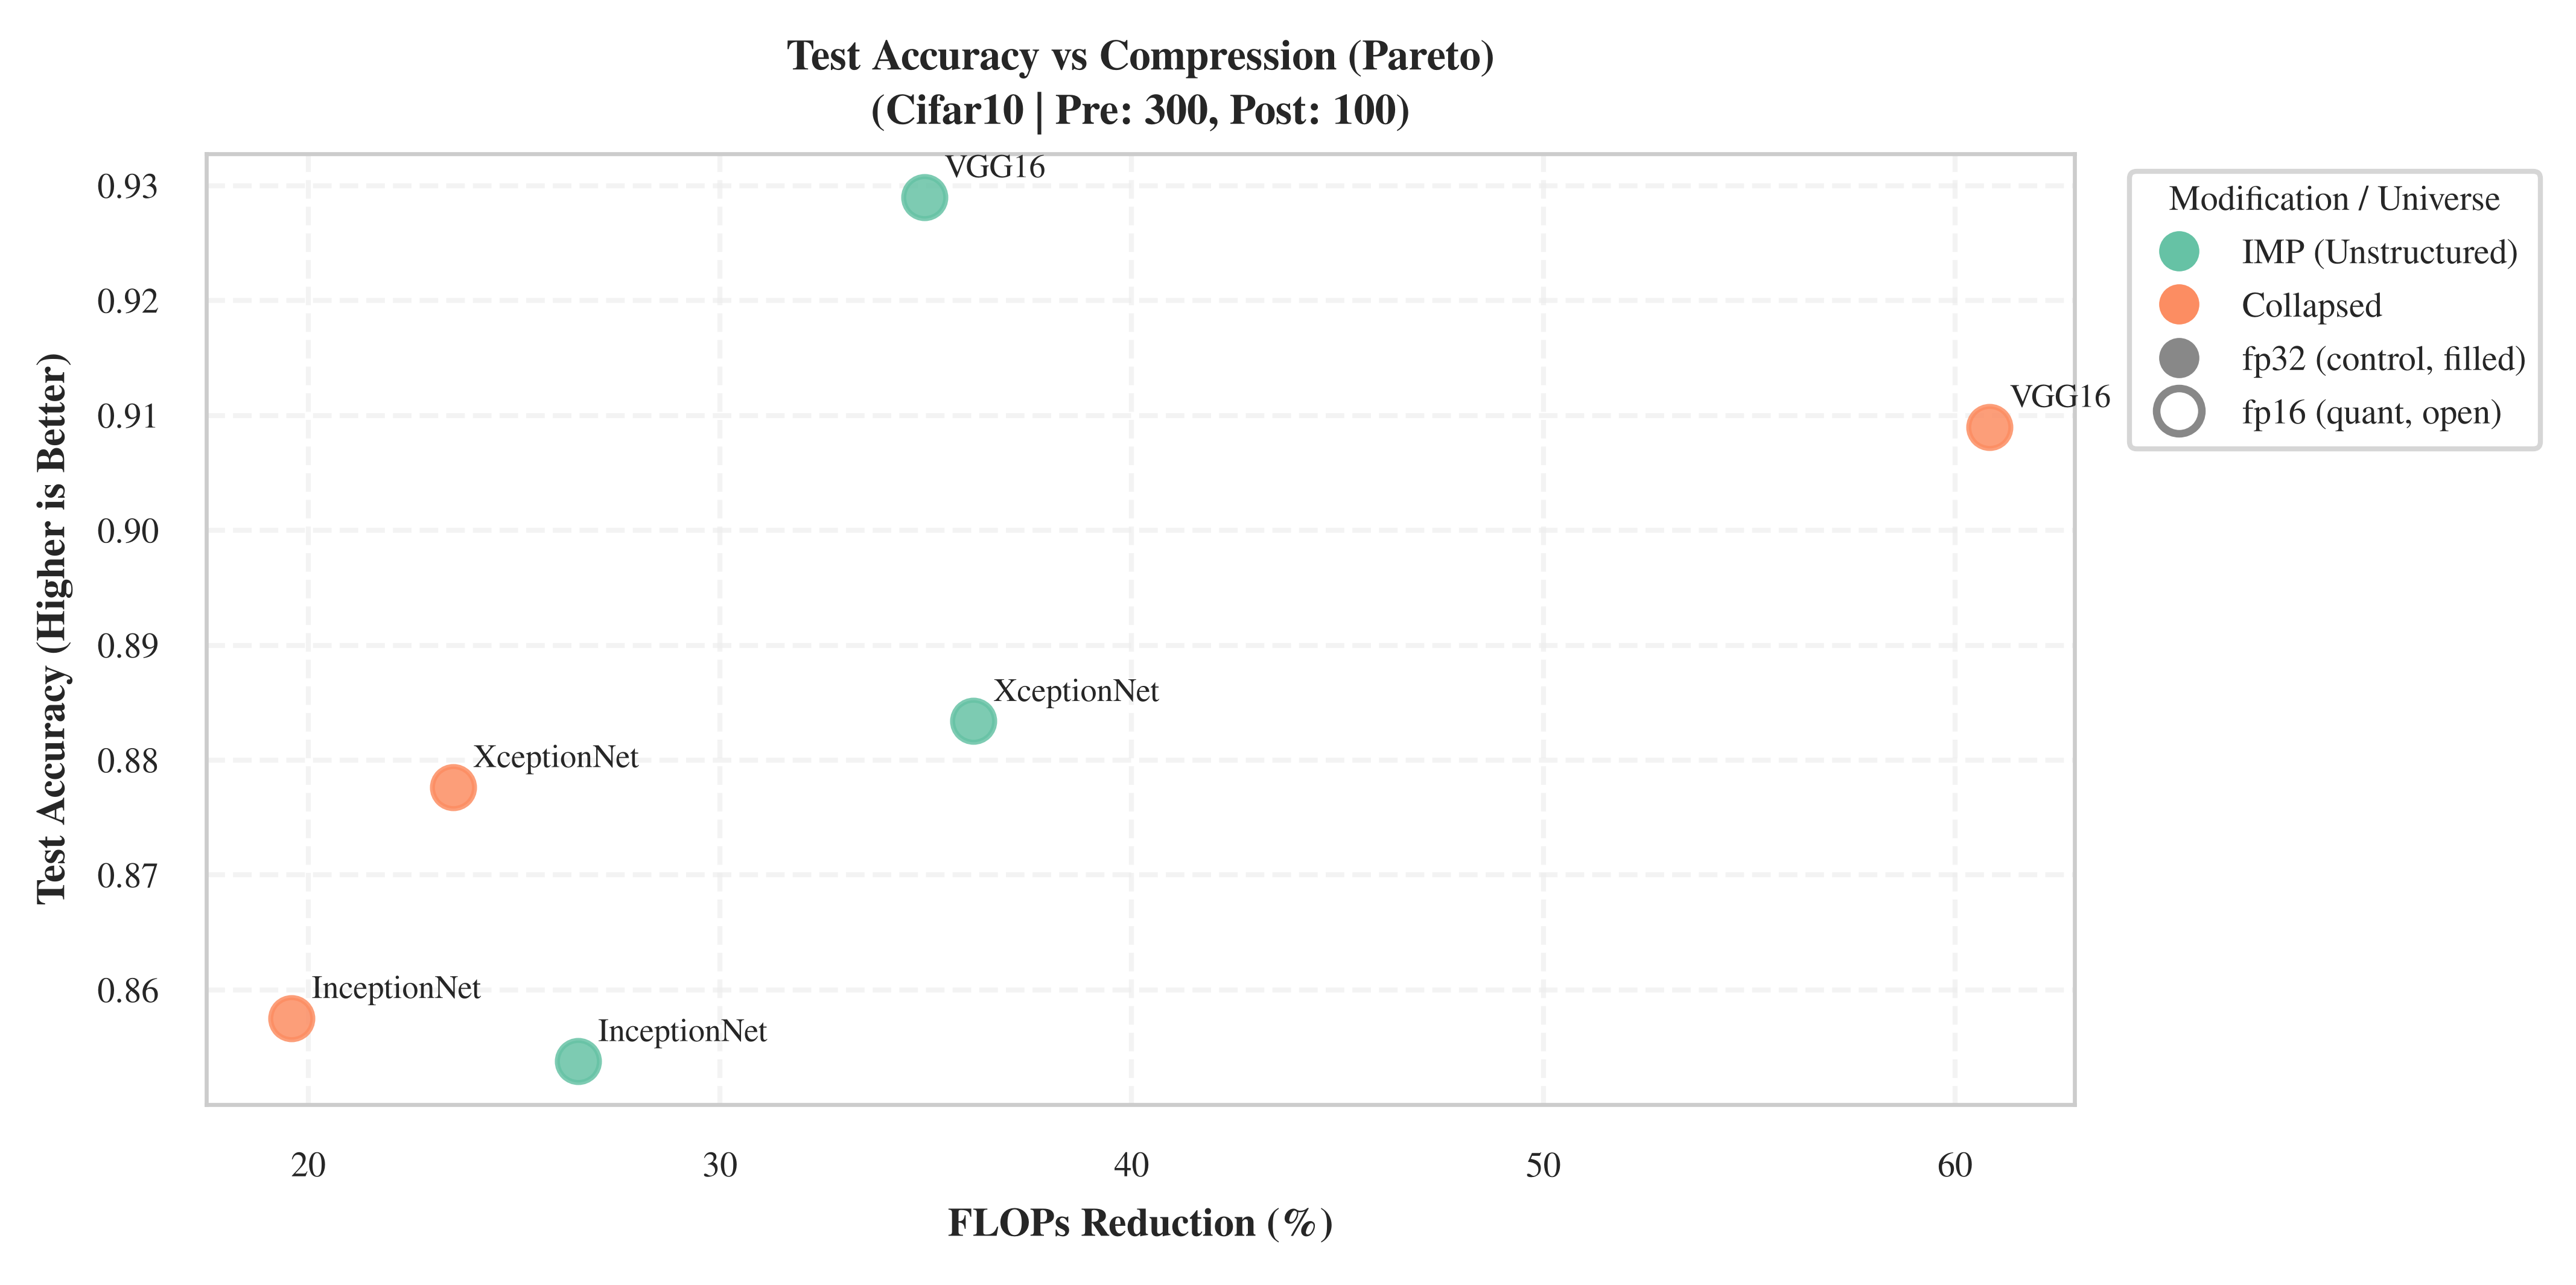 Test Accuracy vs Compression (Pareto)
(Cifar10 | Pre: 300, Post: 100)
Test Accuracy (Higher is Better)
0.93
0.92
0.91
0.90
0.89
0.88
0.87
0.86
VGG16
VGG16
XceptionNet
XceptionNet
InceptionNet
InceptionNet
20
30
40
50
60
FLOPs Reduction (%)
Modification / Universe
IMP (Unstructured)
Collapsed
fp32 (control, filled)
fp16 (quant, open)